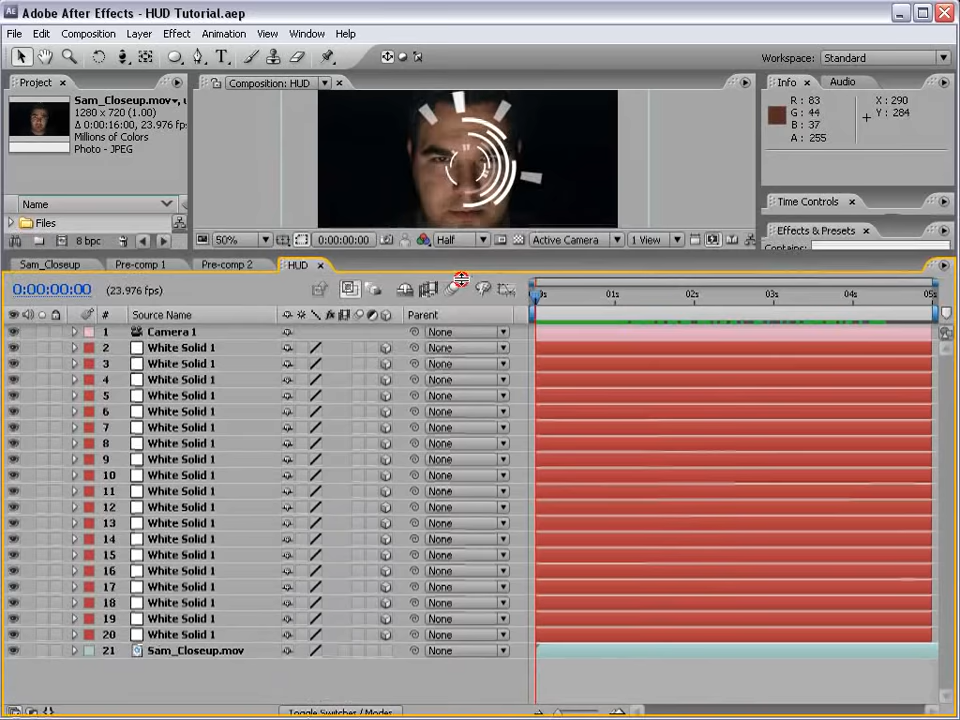 Adobe After Effects - HUD Tutorial.aep
File Edit Composition Layer Effect Animation View Window Help
Workspace: Standard
Project
Composition: HUD
Info Audio
Sam_Closeup.mov
1280 x 720 (1.00)
Δ 0:00:16:00, 23.976 fps
Millions of Colors
Photo - JPEG
R: 83
G: 44
B: 37
A: 255
X: 290
Y: 284
Name
Files
Time Controls
Effects & Presets
Contains:
8 bpc
50% 0:00:00:00 Half Active Camera 1 View
Sam_Closeup Pre-comp 1 Pre-comp 2 HUD
0:00:00:00 (23.976 fps)
01s 02s 03s 04s 05s
# Source Name Parent
1 Camera 1 None
2 White Solid 1 None
3 White Solid 1 None
4 White Solid 1 None
5 White Solid 1 None
6 White Solid 1 None
7 White Solid 1 None
8 White Solid 1 None
9 White Solid 1 None
10 White Solid 1 None
11 White Solid 1 None
12 White Solid 1 None
13 White Solid 1 None
14 White Solid 1 None
15 White Solid 1 None
16 White Solid 1 None
17 White Solid 1 None
18 White Solid 1 None
19 White Solid 1 None
20 White Solid 1 None
21 Sam_Closeup.mov None
Toggle Switches / Modes